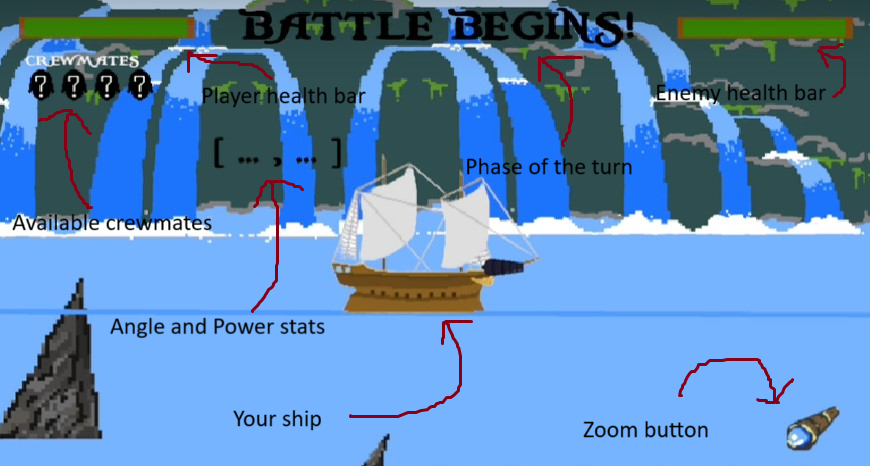 BATTLE BEGINS!
CREWMATES
? ? ? ?
Player health bar
Enemy health bar
[ ... , ... ]
Phase of the turn
Available crewmates
Angle and Power stats
Your ship
Zoom button